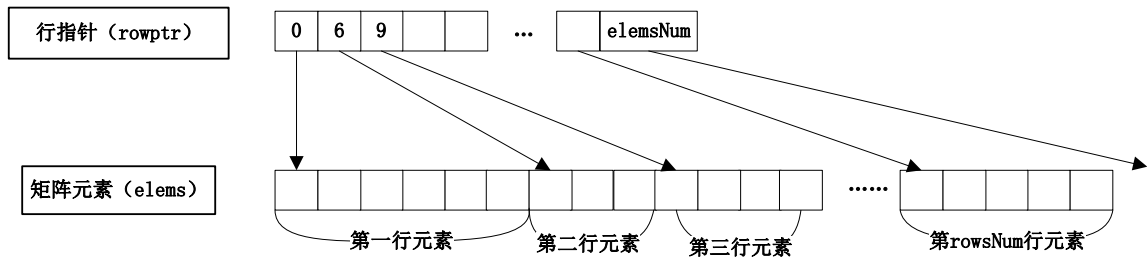 行指针（rowptr）
0 6 9 ... elemsNum
矩阵元素（elems）
......
第一行元素 第二行元素 第三行元素 第rowsNum行元素